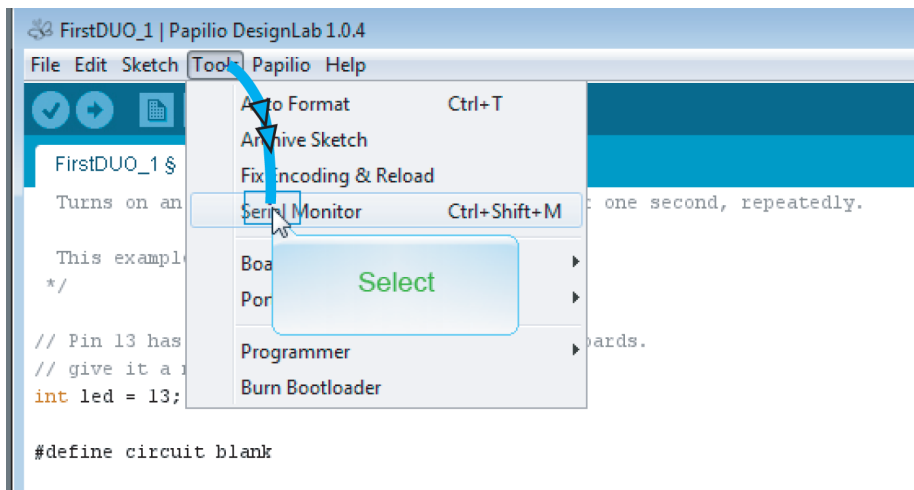 FirstDUO_1 | Papilio DesignLab 1.0.4
File Edit Sketch Tools Papilio Help
Auto Format Ctrl+T
Archive Sketch
FirstDUO_1 §
Fix Encoding & Reload
Turns on an one second, repeatedly.
Serial Monitor Ctrl+Shift+M
This
Select
*/
// Pin 13 has
Programmer
// give it a
Burn Bootloader
int led = 13;
#define circuit blank